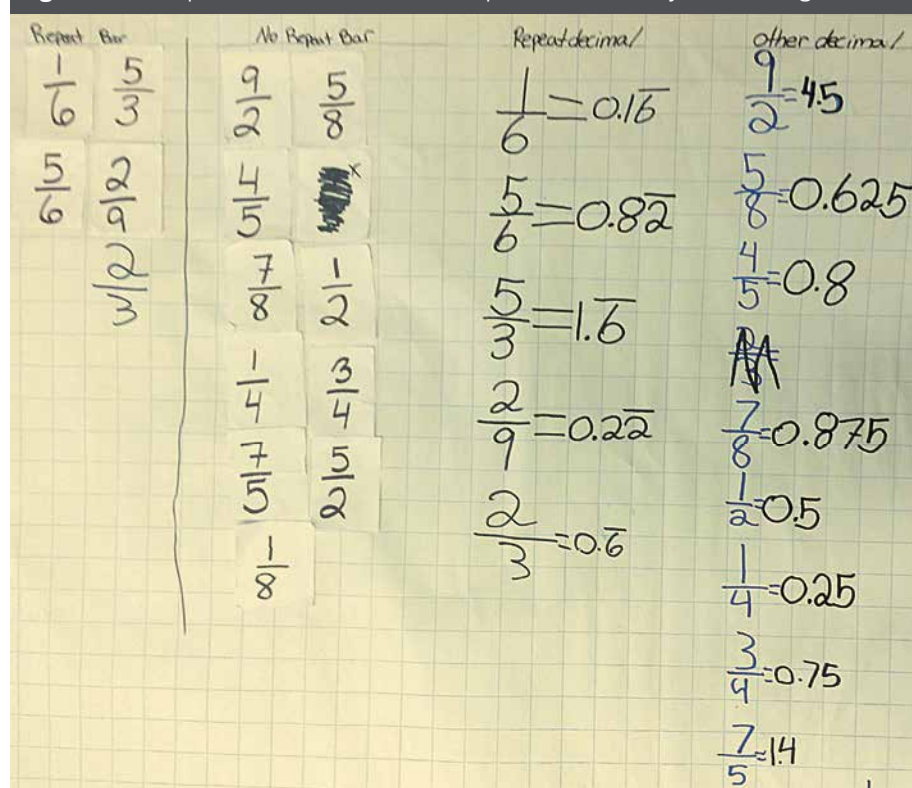 Repeat Bar
1/6 5/3
5/6 2/9
2/3
No Repeat Bar
9/2 5/8
4/5
7/8 1/2
1/4 3/4
7/5 5/2
1/8
Repeat decimal
1/6 = 0.16̅
5/6 = 0.82̅
5/3 = 1.6̅
2/9 = 0.22̅
2/3 = 0.6̅
other decimal
9/2 = 4.5
5/8 = 0.625
4/5 = 0.8
7/8 = 0.875
1/2 = 0.5
1/4 = 0.25
3/4 = 0.75
7/5 = 1.4